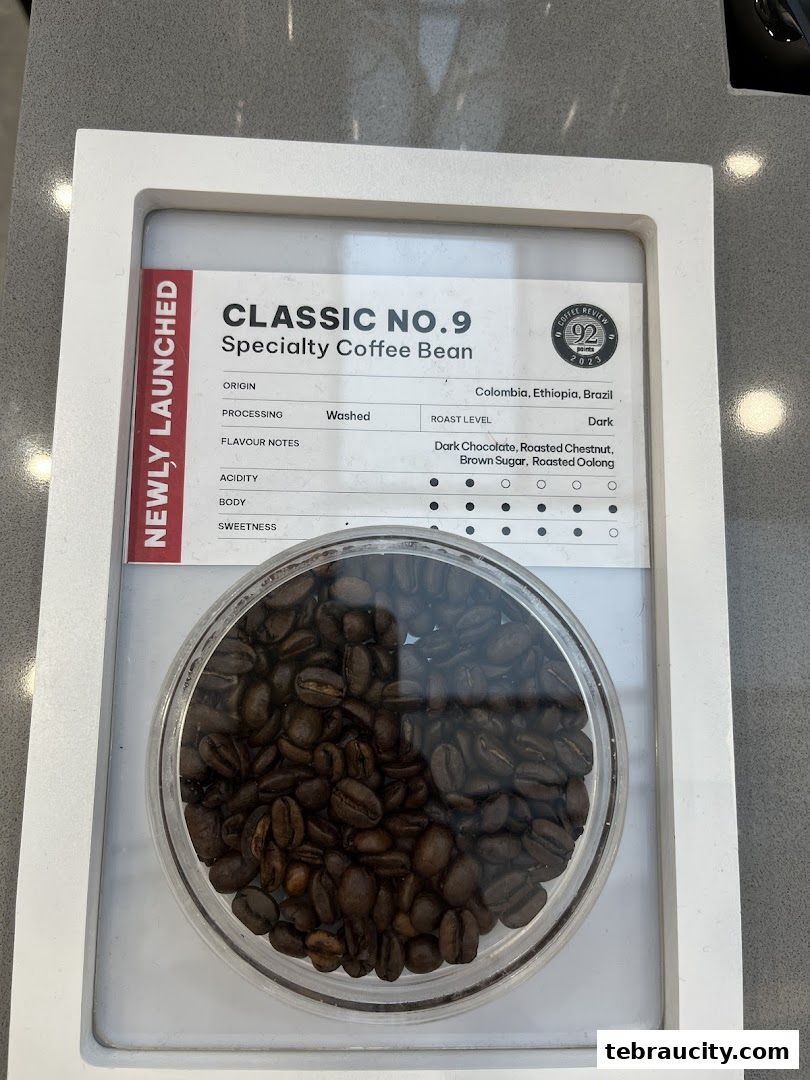 NEWLY LAUNCHED
CLASSIC NO.9
Specialty Coffee Bean
COFFEE REVIEW
92
points
2023
ORIGIN Colombia, Ethiopia, Brazil
PROCESSING Washed ROAST LEVEL Dark
FLAVOUR NOTES Dark Chocolate, Roasted Chestnut,
Brown Sugar, Roasted Oolong
ACIDITY
BODY
SWEETNESS
tebraucity.com